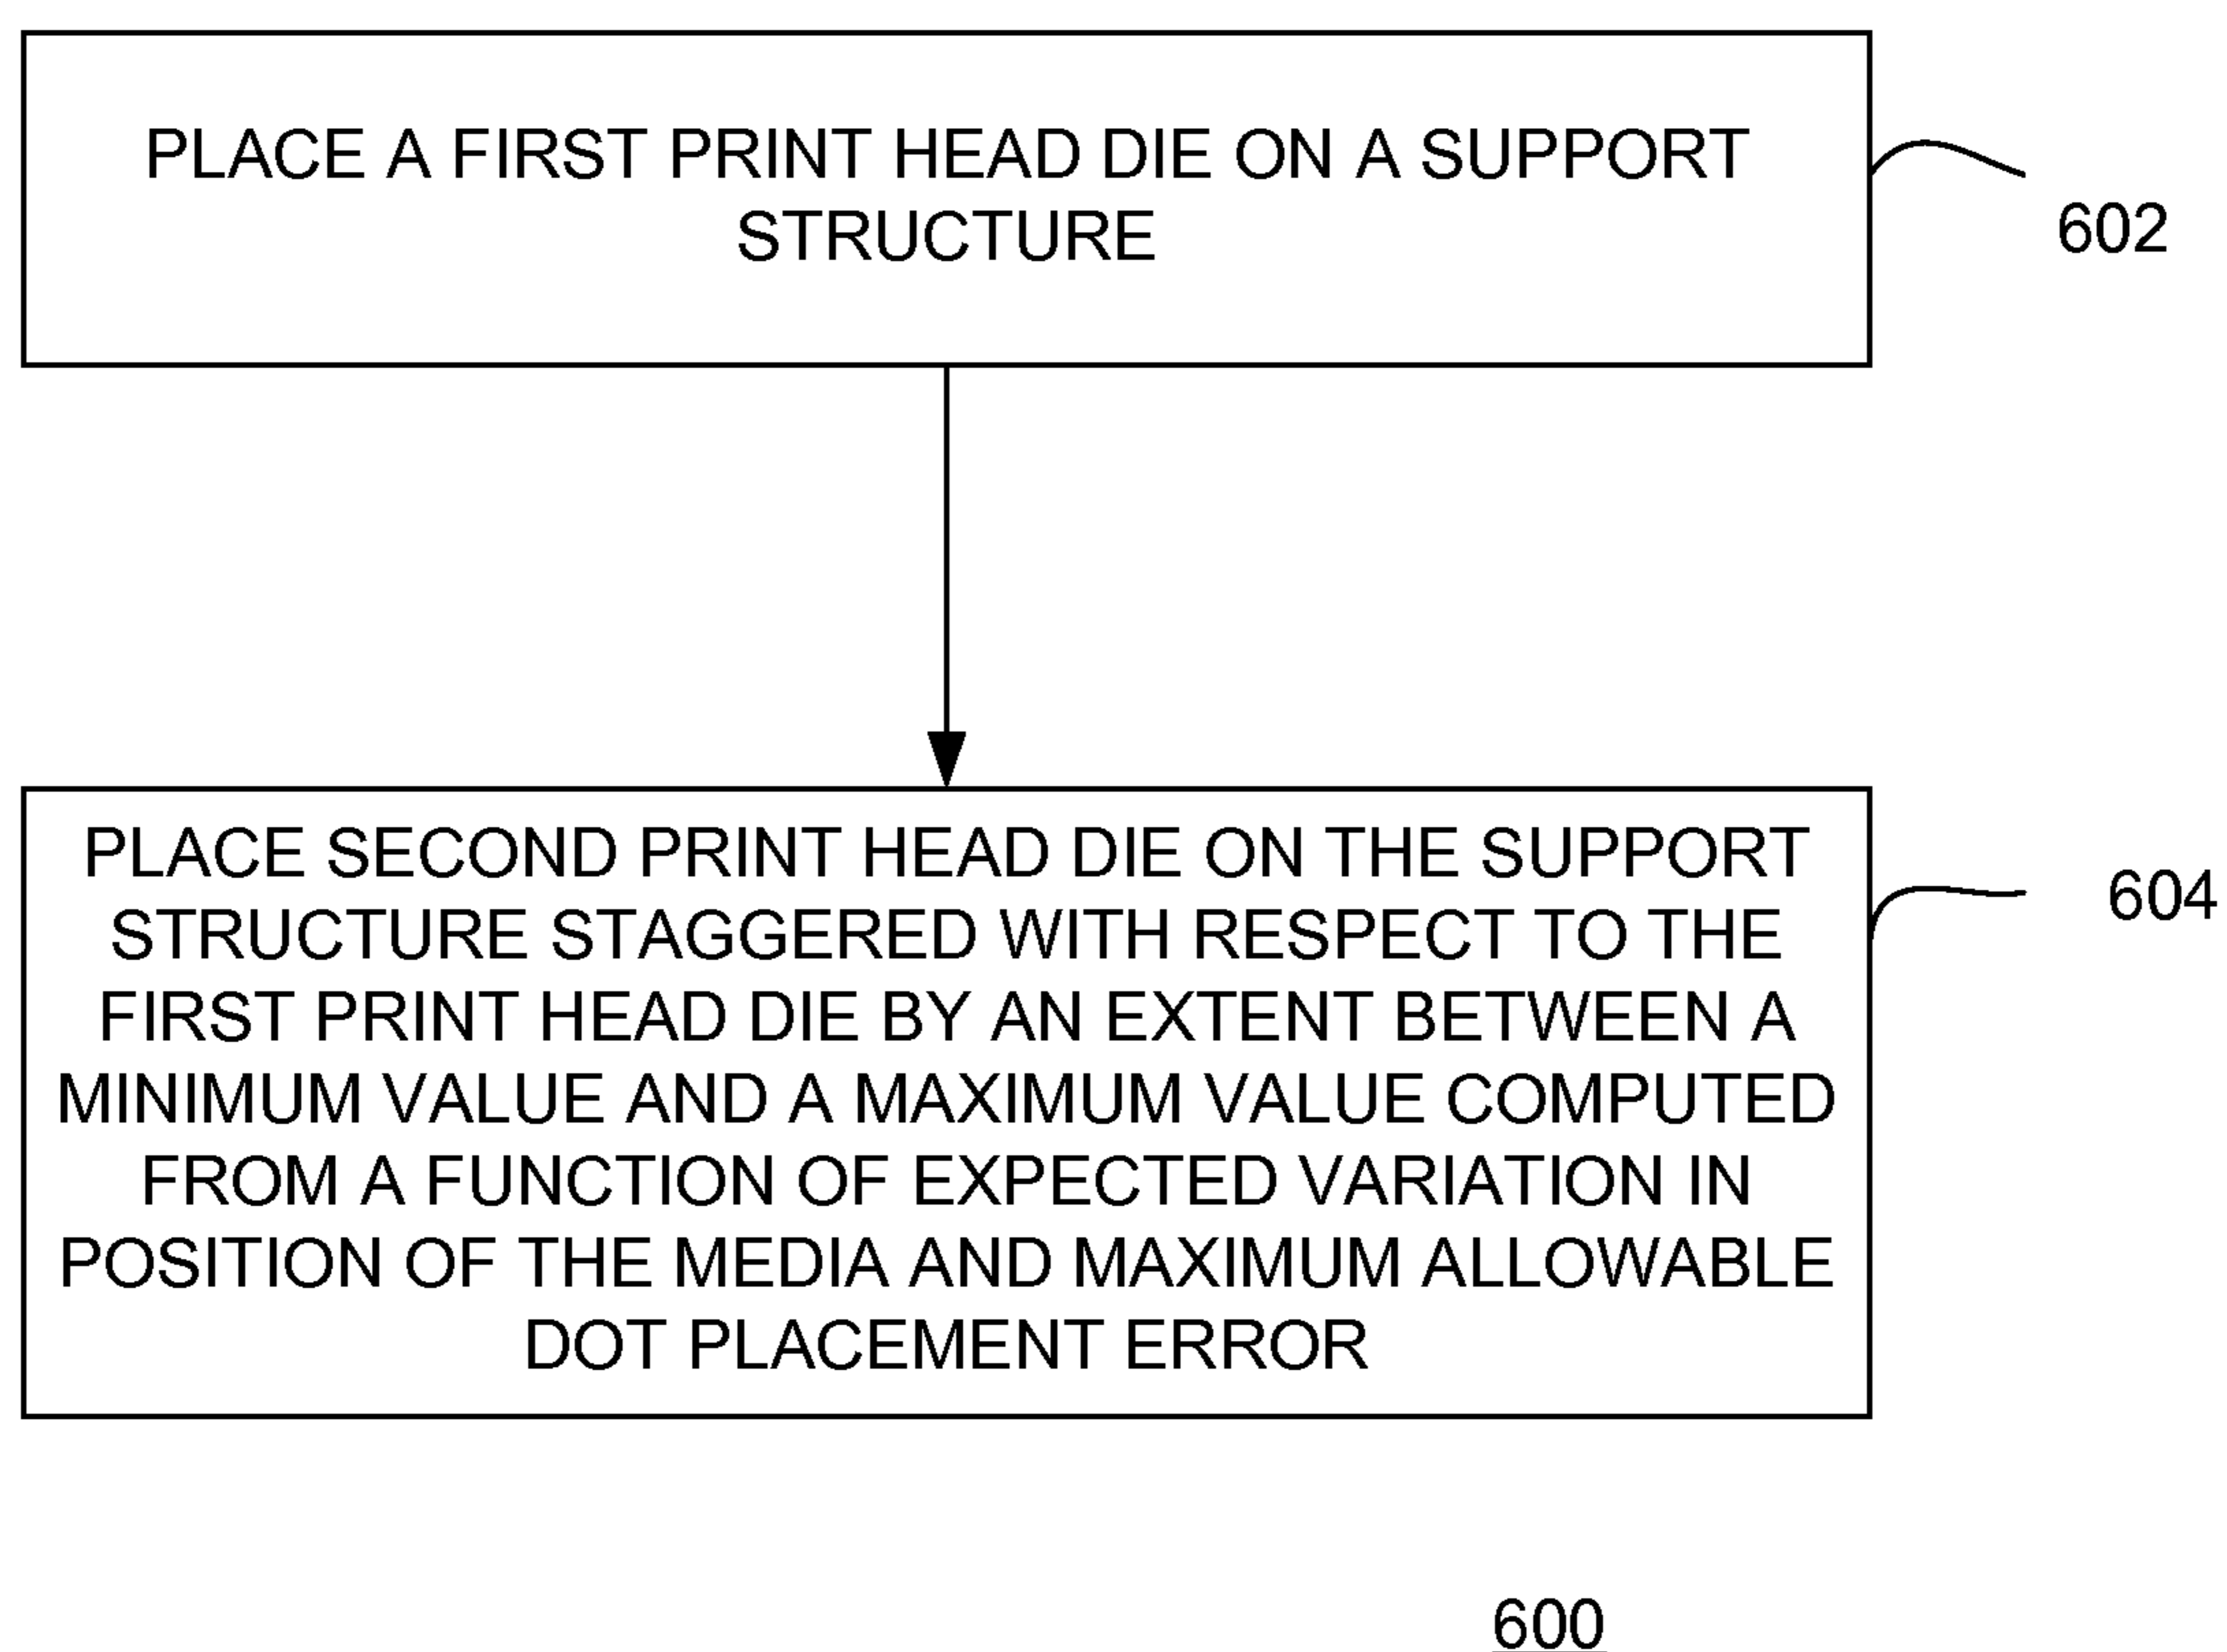 PLACE A FIRST PRINT HEAD DIE ON A SUPPORT
STRUCTURE
602
PLACE SECOND PRINT HEAD DIE ON THE SUPPORT
STRUCTURE STAGGERED WITH RESPECT TO THE
FIRST PRINT HEAD DIE BY AN EXTENT BETWEEN A
MINIMUM VALUE AND A MAXIMUM VALUE COMPUTED
FROM A FUNCTION OF EXPECTED VARIATION IN
POSITION OF THE MEDIA AND MAXIMUM ALLOWABLE
DOT PLACEMENT ERROR
604
600